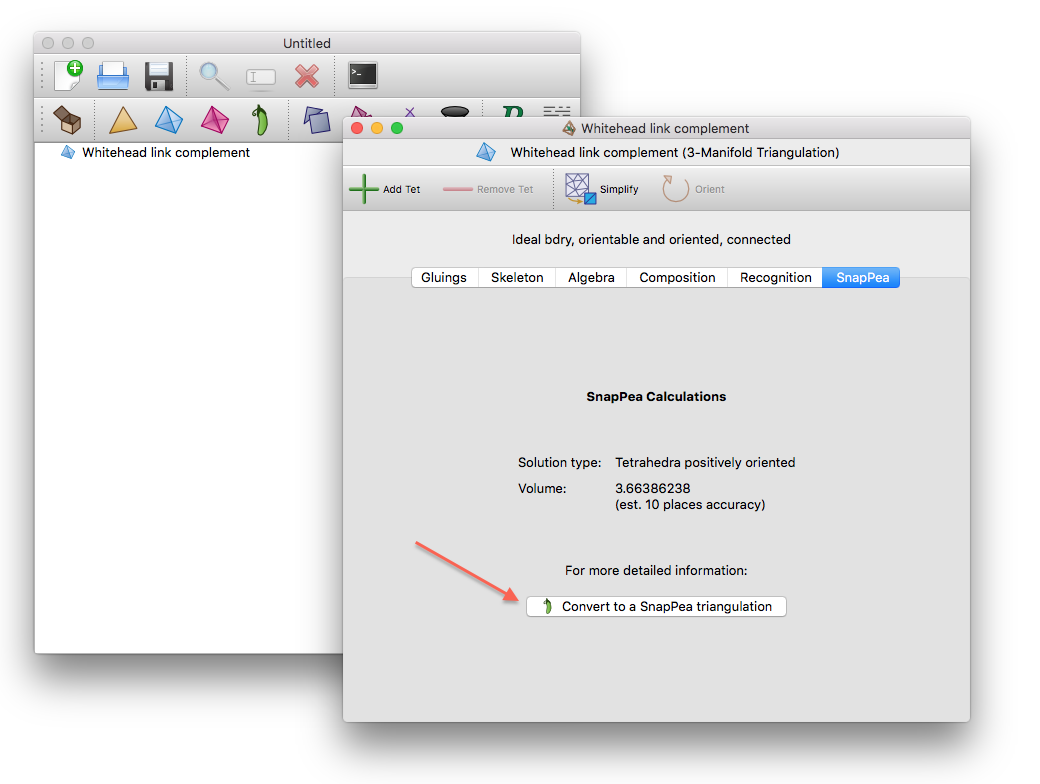 Untitled
Whitehead link complement
Whitehead link complement
Whitehead link complement (3-Manifold Triangulation)
Add Tet
Remove Tet
Simplify
Orient
Ideal bdry, orientable and oriented, connected
Gluings
Skeleton
Algebra
Composition
Recognition
SnapPea
SnapPea Calculations
Solution type: Tetrahedra positively oriented
Volume: 3.66386238
(est. 10 places accuracy)
For more detailed information:
Convert to a SnapPea triangulation